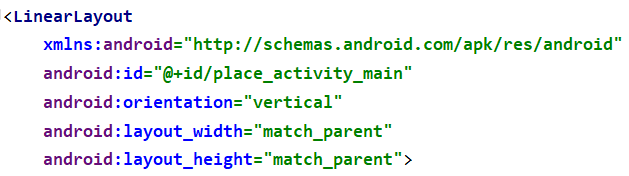 <LinearLayout
    xmlns:android="http://schemas.android.com/apk/res/android"
    android:id="@+id/place_activity_main"
    android:orientation="vertical"
    android:layout_width="match_parent"
    android:layout_height="match_parent">